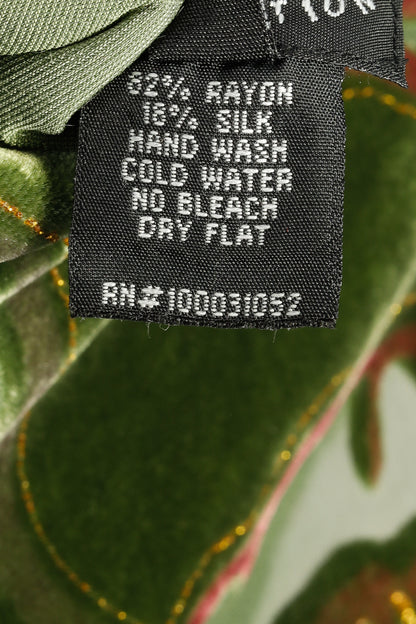 82% RAYON
18% SILK
HAND WASH
COLD WATER
NO BLEACH
DRY FLAT
RN#100031052